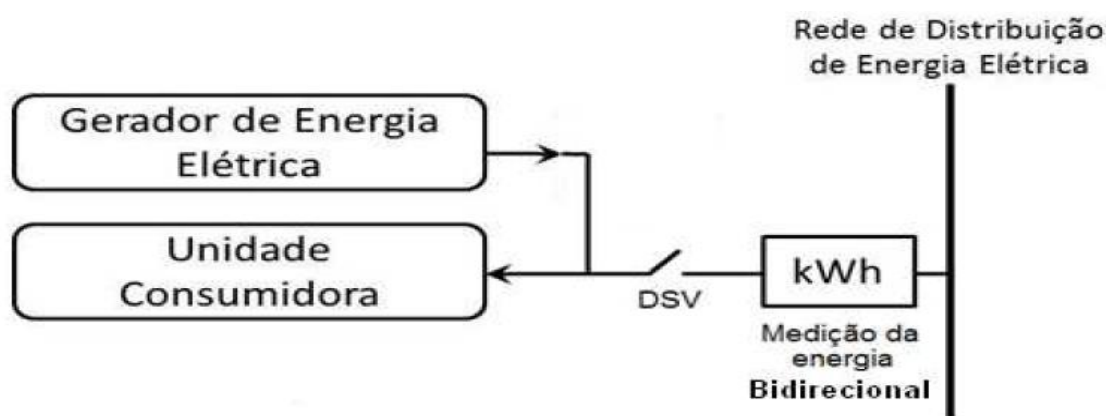 Rede de Distribuição
de Energia Elétrica
Gerador de Energia
Elétrica
Unidade
Consumidora
DSV
kWh
Medição da
energia
Bidirecional